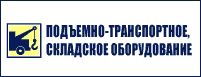 ПОДЪЕМНО-ТРАНСПОРТНОЕ,
СКЛАДСКОЕ ОБОРУДОВАНИЕ